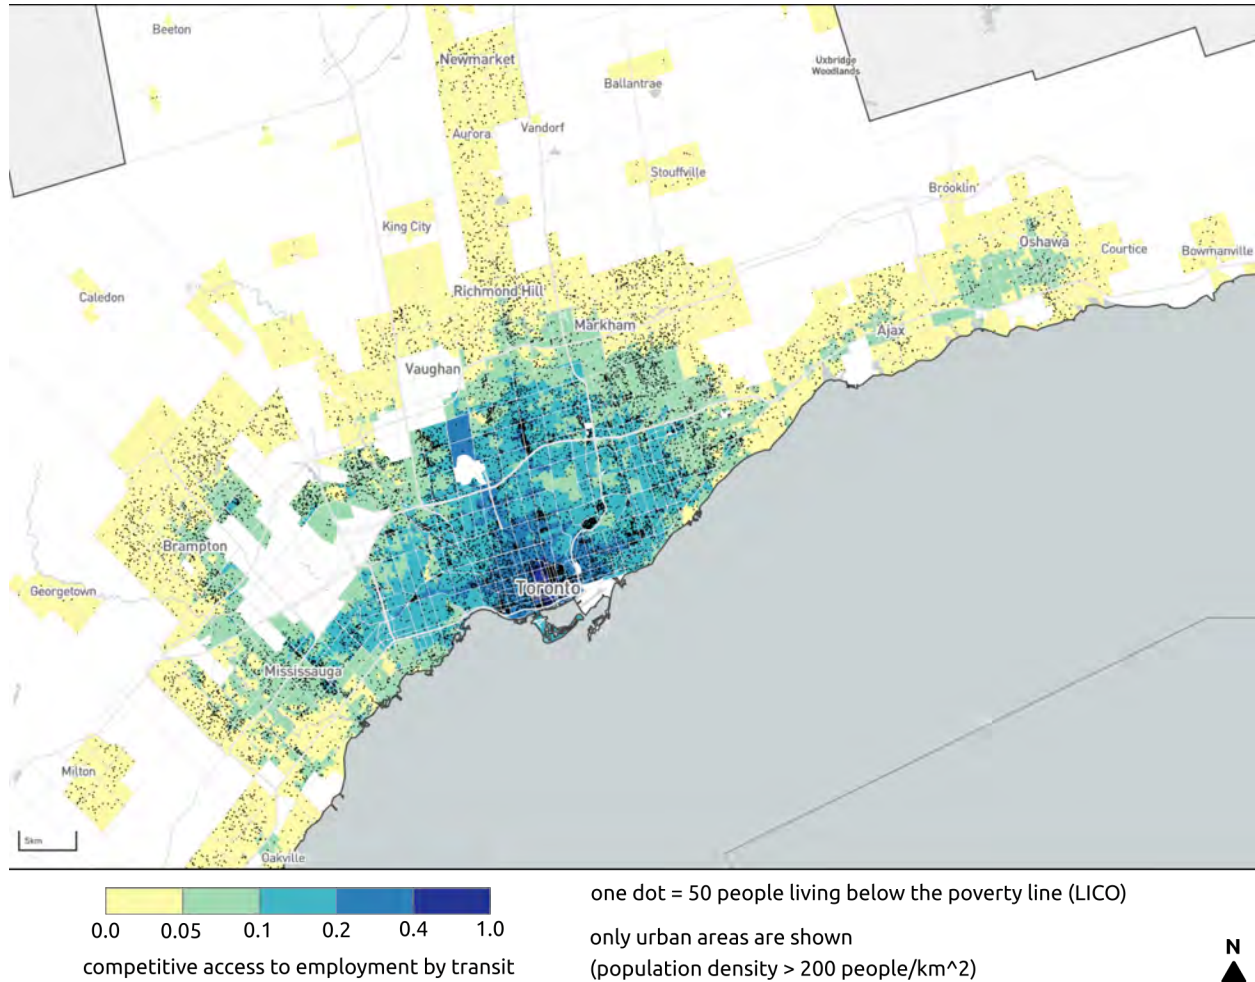 Beeton
Newmarket
Ballantrae
Uxbridge
Woodlands
Aurora
Vandorf
Stouffville
Brooklin
King City
Oshawa
Courtice
Bowmanville
Caledon
Richmond Hill
Markham
Ajax
Vaughan
Brampton
Georgetown
Toronto
Mississauga
Milton
5km
Oakville
0.0 0.05 0.1 0.2 0.4 1.0
competitive access to employment by transit
one dot = 50 people living below the poverty line (LICO)
only urban areas are shown
(population density > 200 people/km^2)
N